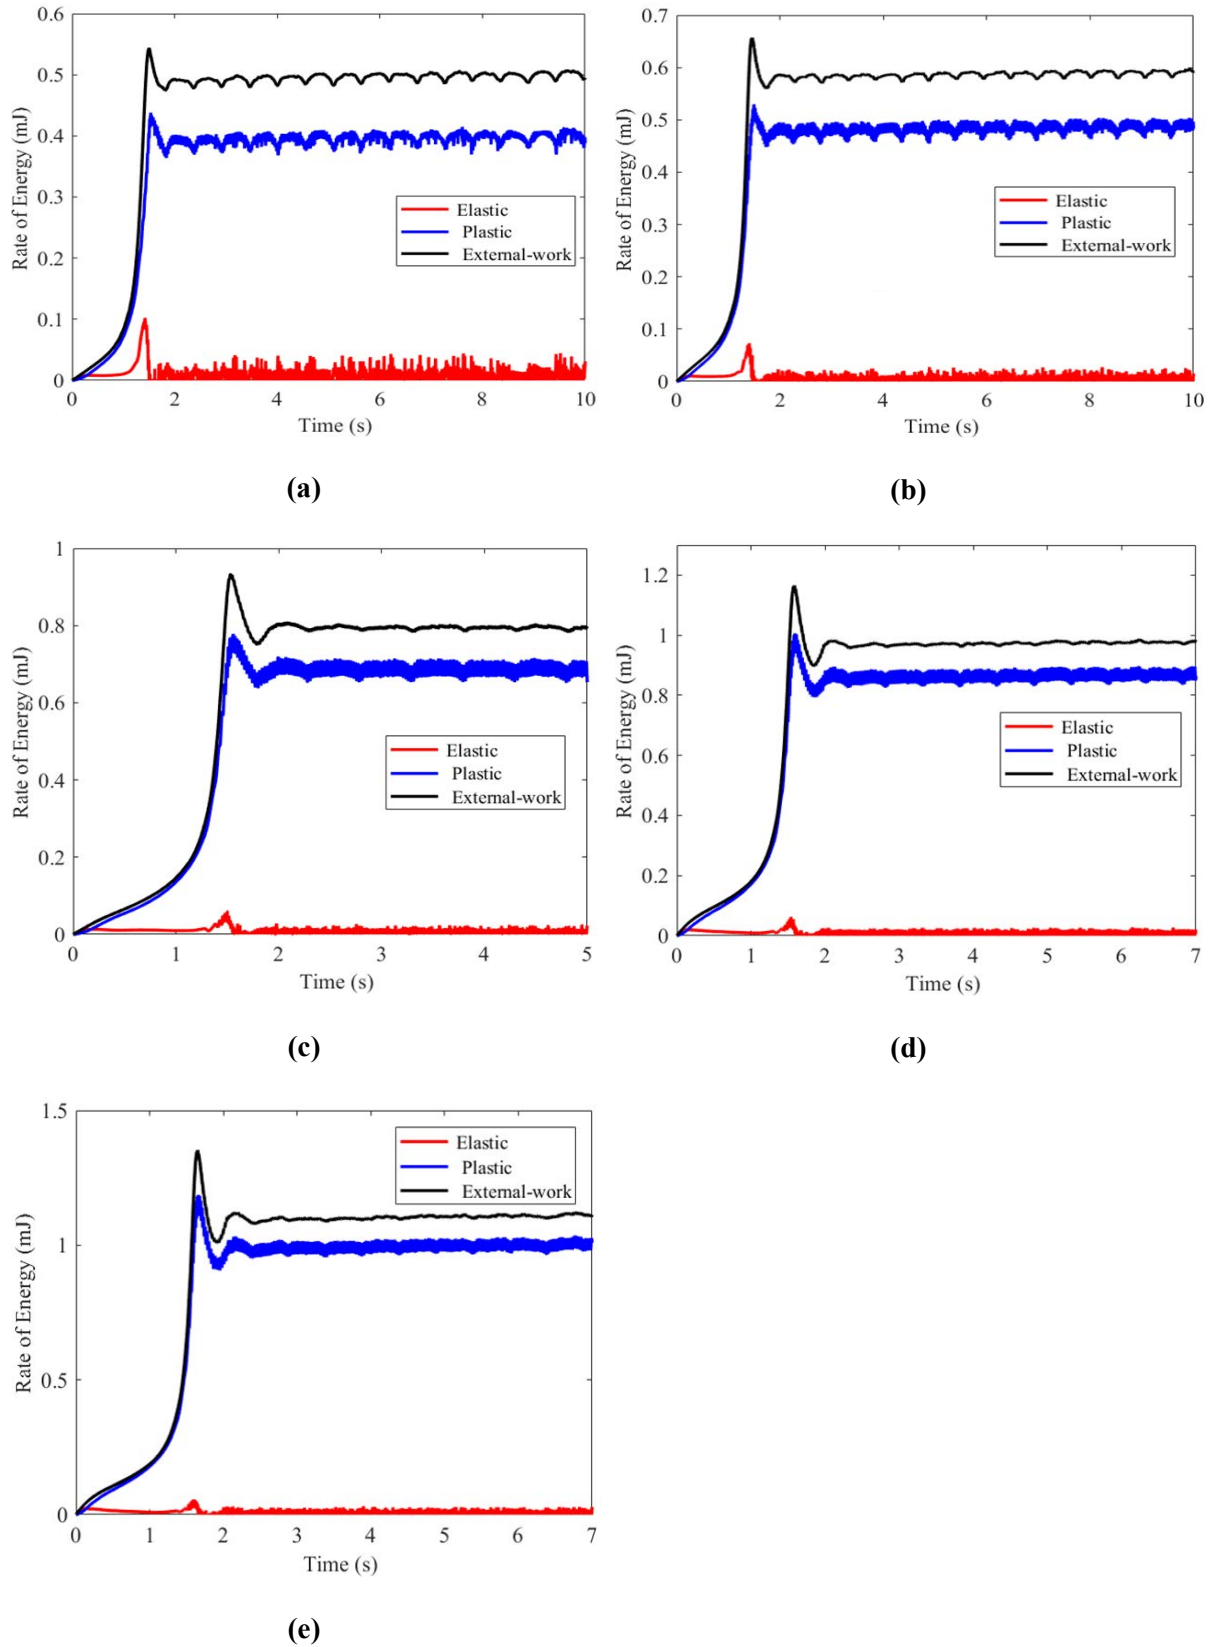 0.6
0.5
0.4
0.3
0.2
0.1
0
Rate of Energy (mJ)
Elastic
Plastic
External-work
0 2 4 6 8 10
Time (s)
(a)
0.7
0.6
0.5
0.4
0.3
0.2
0.1
0
Rate of Energy (mJ)
Elastic
Plastic
External-work
0 2 4 6 8 10
Time (s)
(b)
1
0.8
0.6
0.4
0.2
0
Rate of Energy (mJ)
Elastic
Plastic
External-work
0 1 2 3 4 5
Time (s)
(c)
1.2
1
0.8
0.6
0.4
0.2
0
Rate of Energy (mJ)
Elastic
Plastic
External-work
0 1 2 3 4 5 6 7
Time (s)
(d)
1.5
1
0.5
0
Rate of Energy (mJ)
Elastic
Plastic
External-work
0 1 2 3 4 5 6 7
Time (s)
(e)